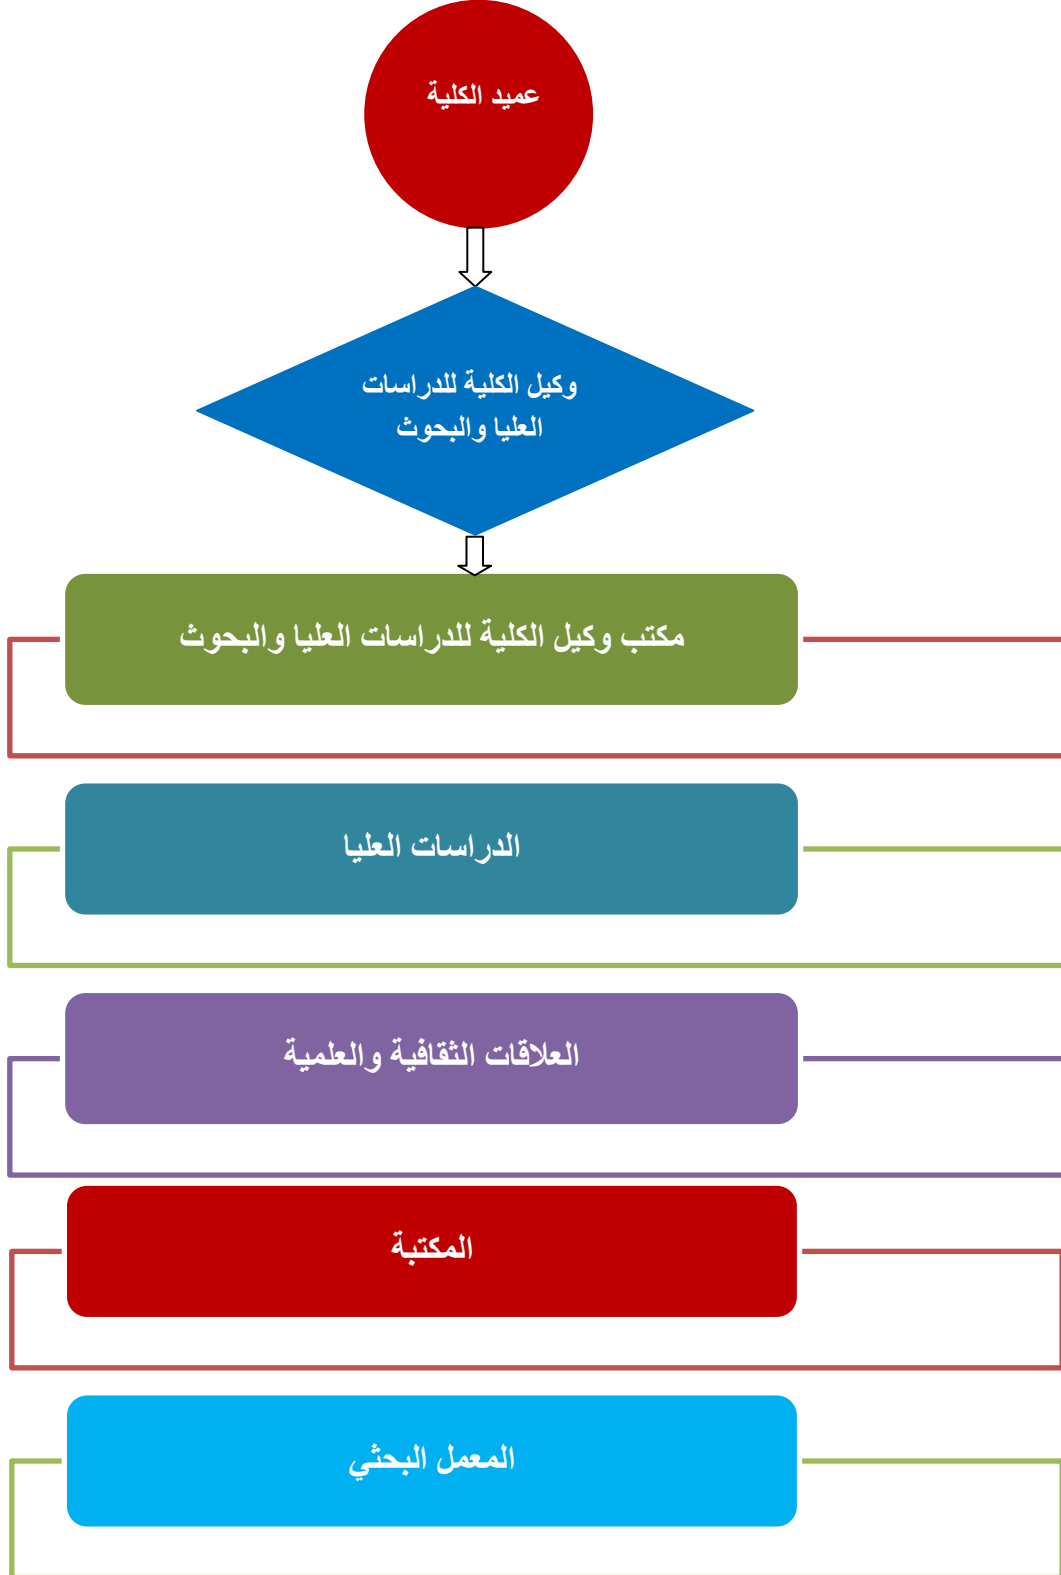 عميد الكلية
وكيل الكلية للدراسات
العليا والبحوث
مكتب وكيل الكلية للدراسات العليا والبحوث
الدراسات العليا
العلاقات الثقافية والعلمية
المكتبة
المعمل البحثي